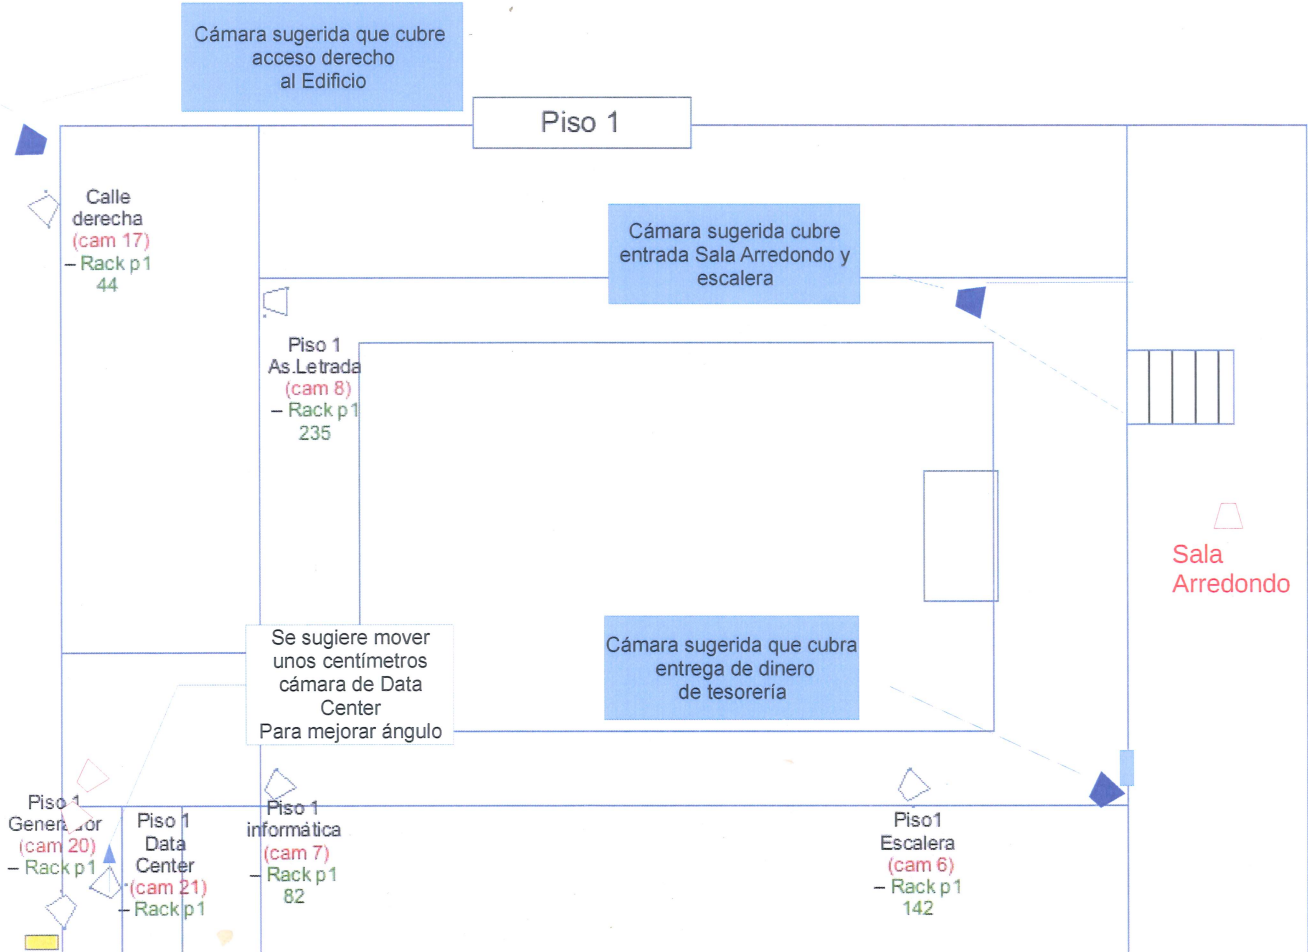 Cámara sugerida que cubre
acceso derecho
al Edificio
Piso 1
Calle
derecha
(cam 17)
– Rack p1
44
Cámara sugerida cubre
entrada Sala Arredondo y
escalera
Piso 1
As.Letrada
(cam 8)
– Rack p1
235
Sala
Arredondo
Se sugiere mover
unos centímetros
cámara de Data
Center
Para mejorar ángulo
Cámara sugerida que cubra
entrega de dinero
de tesorería
Piso 1
Generador
(cam 20)
– Rack p1
Piso 1
Data
Center
(cam 21)
– Rack p1
Piso 1
informática
(cam 7)
– Rack p1
82
Piso1
Escalera
(cam 6)
– Rack p1
142